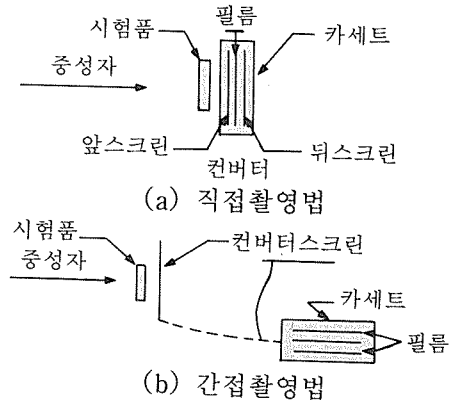 필름
시험품
카세트
중성자
앞스크린
뒤스크린
컨버터
(a) 직접촬영법
시험품
컨버터스크린
중성자
카세트
필름
(b) 간접촬영법